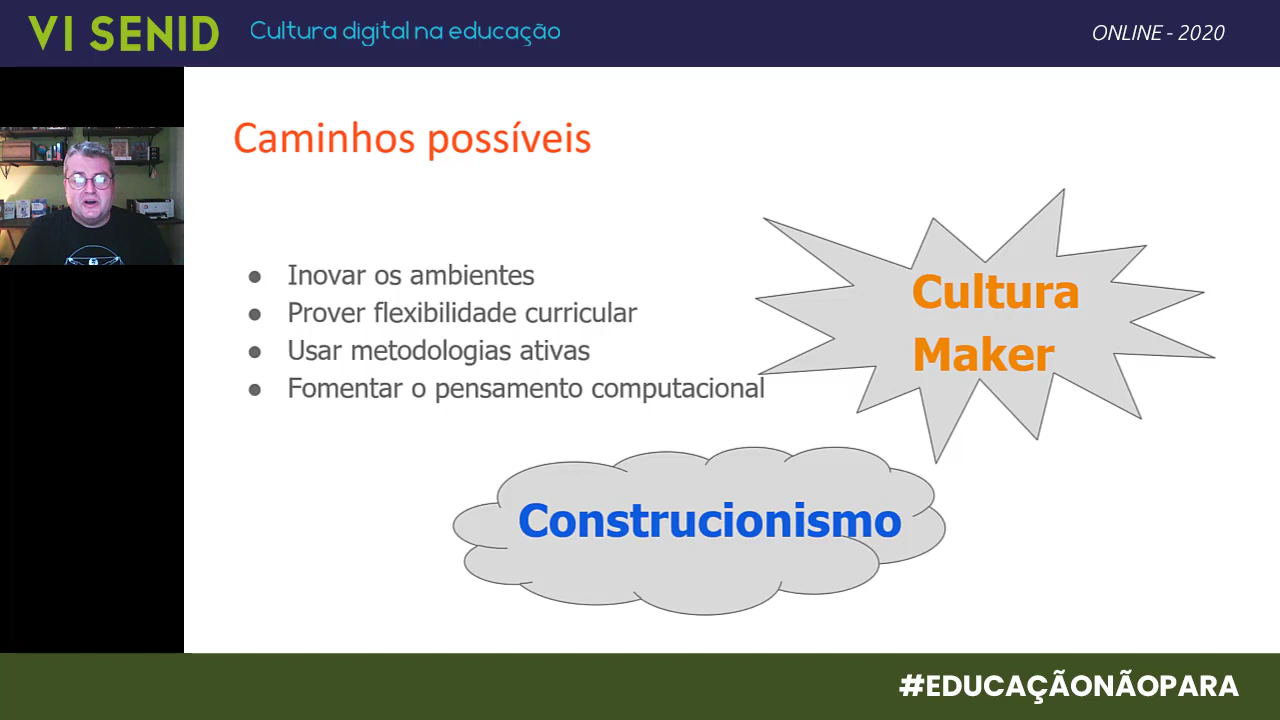 VI SENID
Cultura digital na educação
ONLINE - 2020
Caminhos possíveis
● Inovar os ambientes
● Prover flexibilidade curricular
● Usar metodologias ativas
● Fomentar o pensamento computacional
Cultura
Maker
Construcionismo
#EDUCAÇÃONÃOPARA